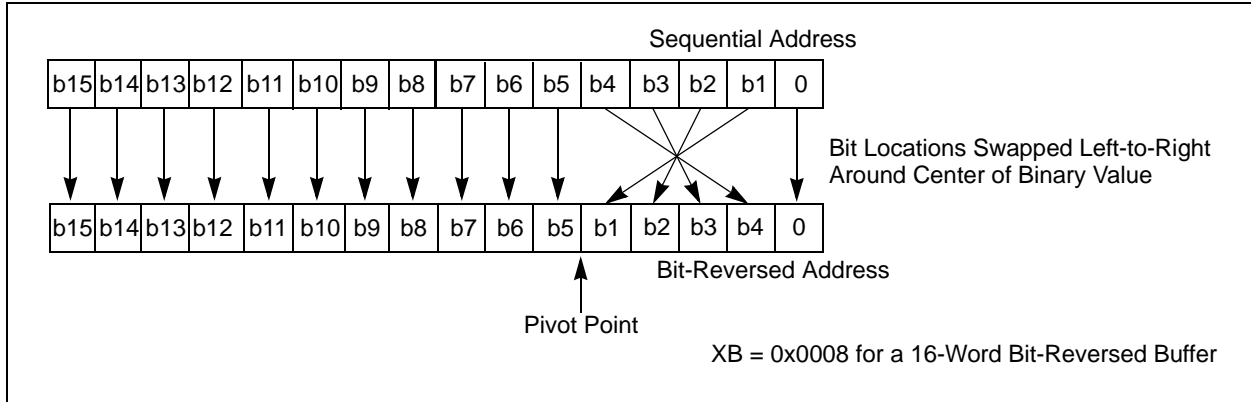 Sequential Address
b15 b14 b13 b12 b11 b10 b9 b8 b7 b6 b5 b4 b3 b2 b1 0
Bit Locations Swapped Left-to-Right
Around Center of Binary Value
b15 b14 b13 b12 b11 b10 b9 b8 b7 b6 b5 b1 b2 b3 b4 0
Bit-Reversed Address
Pivot Point
XB = 0x0008 for a 16-Word Bit-Reversed Buffer